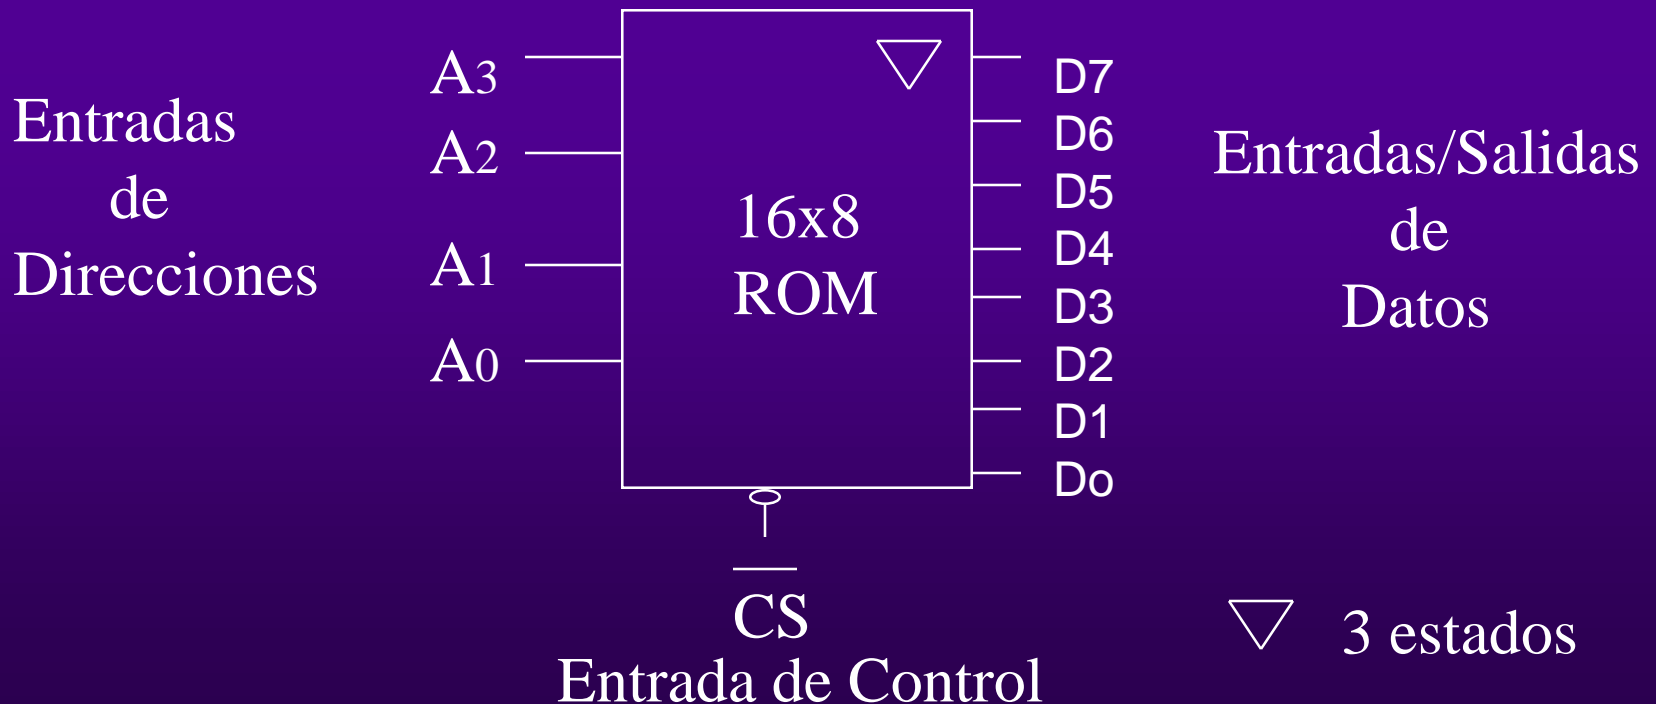 Entradas
de
Direcciones
A3
A2
A1
A0
16x8
ROM
D7
D6
D5
D4
D3
D2
D1
Do
Entradas/Salidas
de
Datos
CS
Entrada de Control
3 estados